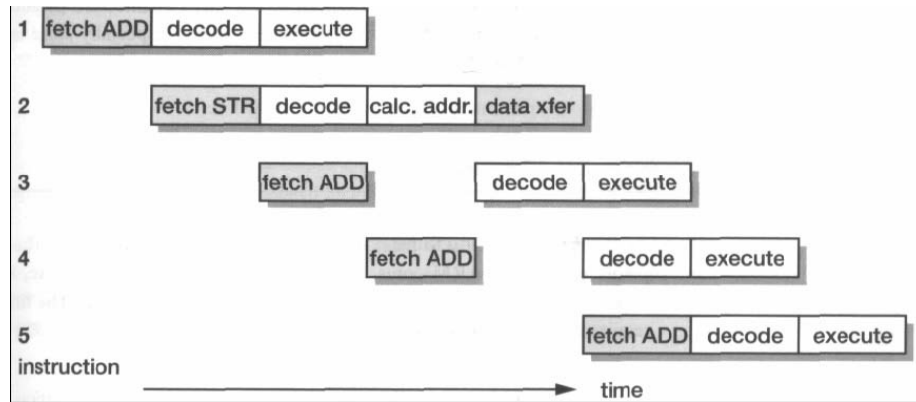 1 fetch ADD decode execute
2 fetch STR decode calc. addr. data xfer
3 fetch ADD decode execute
4 fetch ADD decode execute
5 fetch ADD decode execute
instruction
time